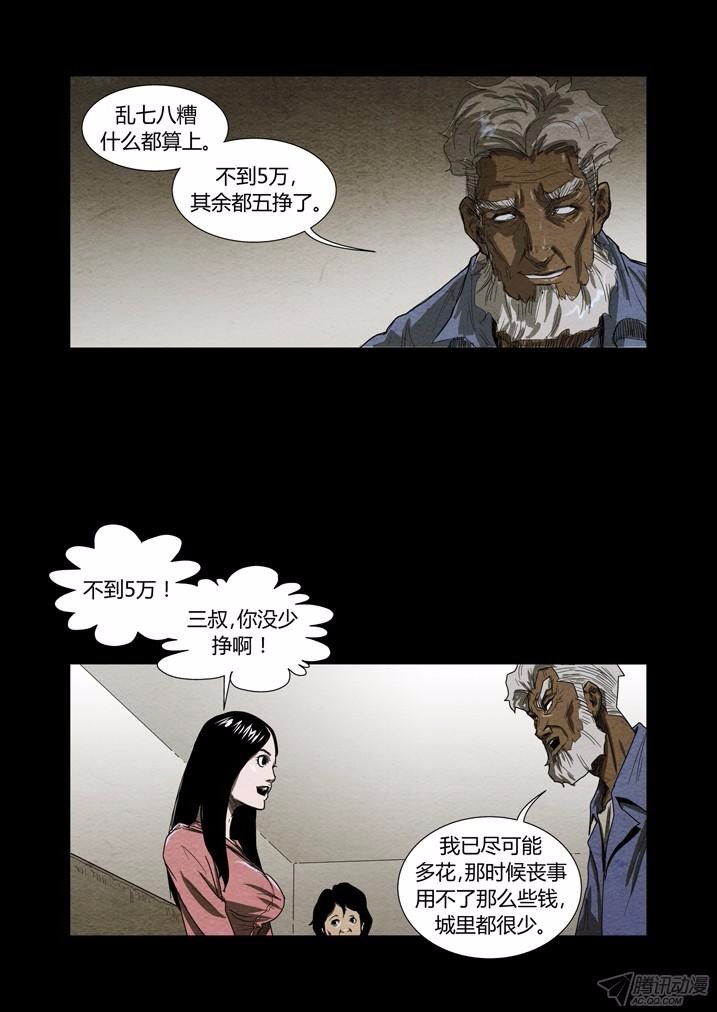 乱七八糟
什么都算上。
不到5万，
其余都五挣了。
不到5万！
三叔，你没少
挣啊！
我已尽可能
多花，那时候丧事
用不了那么些钱，
城里都很少。
腾讯动漫